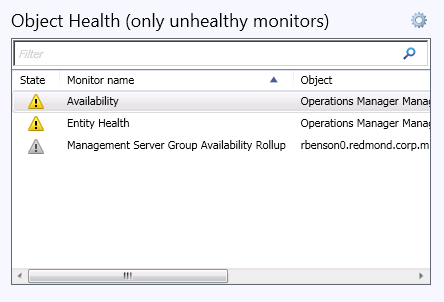 Object Health (only unhealthy monitors)
Filter
State Monitor name Object
Availability Operations Manager Manag
Entity Health Operations Manager Manag
Management Server Group Availability Rollup rbenson0.redmond.corp.m